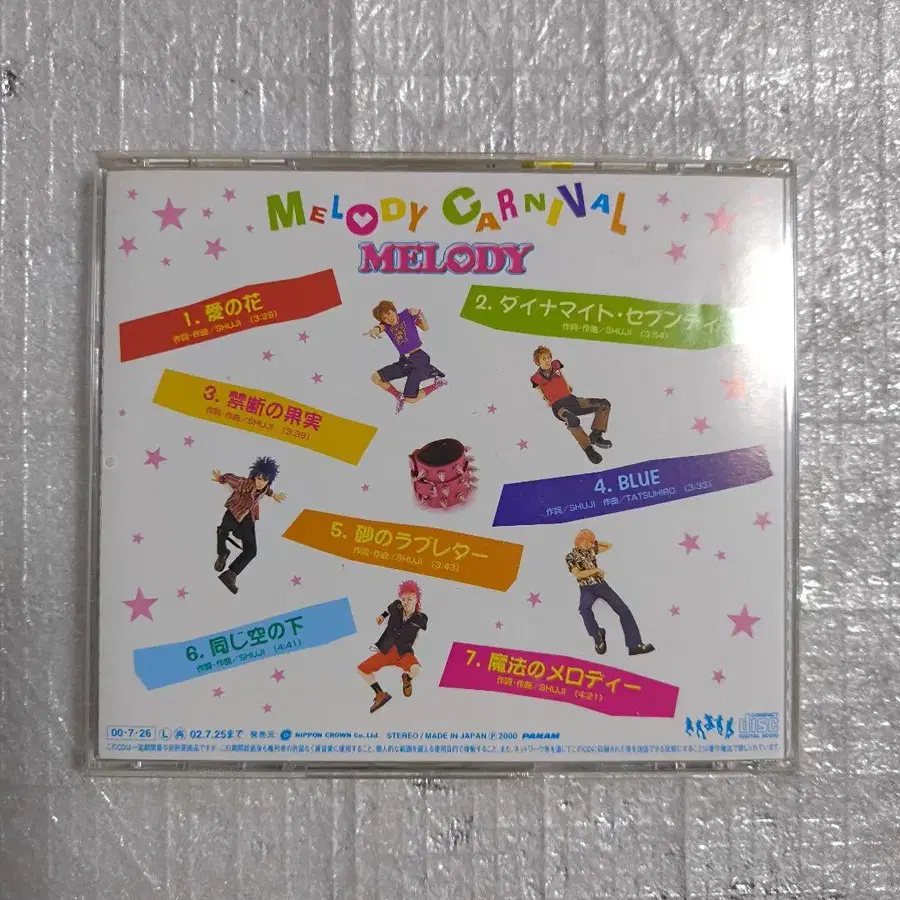 MELODY CARNIVAL
MELODY
1. 愛の花
作詞・作曲/SHUJI (3:29)
2. ダイナマイト・セブンティ
作詞・作曲/SHUJI (3:54)
3. 禁断の果実
作詞・作曲/SHUJI (3:39)
4. BLUE
作詞/SHUJI 作曲/TATSUHIRO (3:33)
5. 砂のラブレター
作詞・作曲/SHUJI (3:43)
6. 同じ空の下
作詞・作曲/SHUJI (4:41)
7. 魔法のメロディー
作詞・作曲/SHUJI (4:21)
00・7・26 L 再 02.7.25まで 発売元 NIPPON CROWN Co.,Ltd STEREO/MADE IN JAPAN Ⓟ 2000 PANAM
COMPACT disc DIGITAL AUDIO